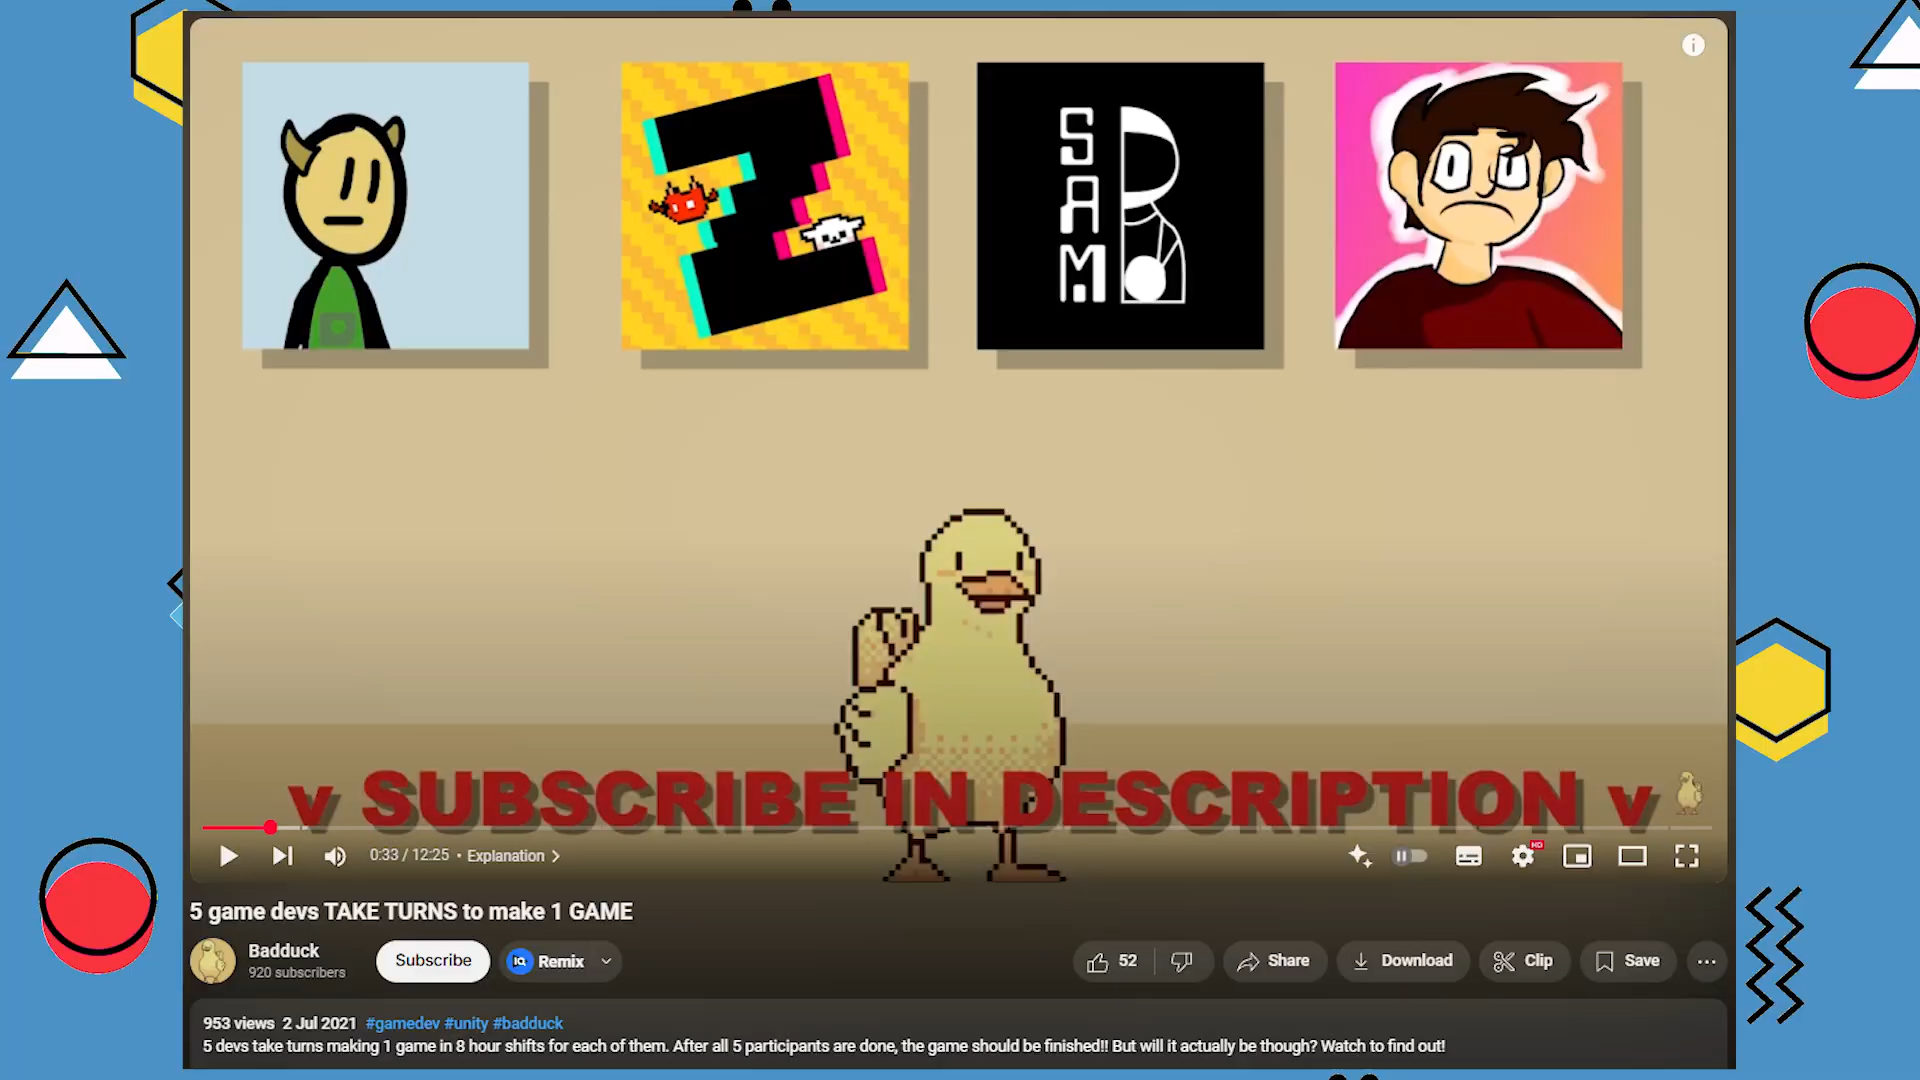 SAM
v SUBSCRIBE IN DESCRIPTION v
0:33 / 12:25 • Explanation
HD
5 game devs TAKE TURNS to make 1 GAME
Badduck
920 subscribers
Subscribe
IQ Remix
52
Share
Download
Clip
Save
953 views 2 Jul 2021 #gamedev #unity #badduck
5 devs take turns making 1 game in 8 hour shifts for each of them. After all 5 participants are done, the game should be finished!! But will it actually be though? Watch to find out!